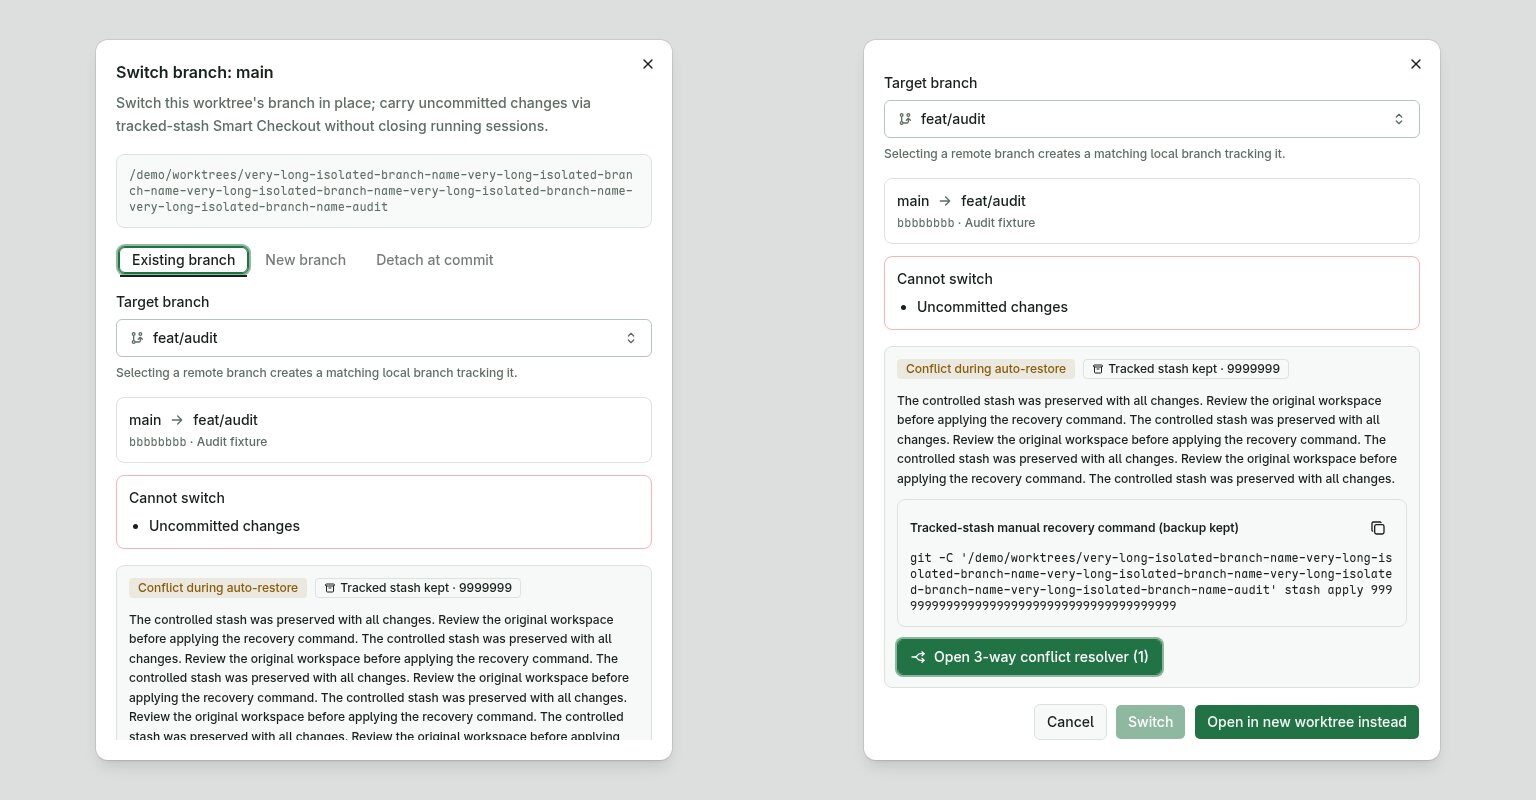 Switch branch: main
Switch this worktree's branch in place; carry uncommitted changes via
tracked-stash Smart Checkout without closing running sessions.
/demo/worktrees/very-long-isolated-branch-name-very-long-isolated-bran
ch-name-very-long-isolated-branch-name-very-long-isolated-branch-name-
very-long-isolated-branch-name-audit
Existing branch
New branch
Detach at commit
Target branch
feat/audit
Selecting a remote branch creates a matching local branch tracking it.
main → feat/audit
bbbbbbbb · Audit fixture
Cannot switch
• Uncommitted changes
Conflict during auto-restore
Tracked stash kept · 9999999
The controlled stash was preserved with all changes. Review the original workspace
before applying the recovery command. The controlled stash was preserved with all
changes. Review the original workspace before applying the recovery command. The
controlled stash was preserved with all changes. Review the original workspace before
applying the recovery command. The controlled stash was preserved with all changes.
Review the original workspace before applying the recovery command. The controlled
stash was preserved with all changes. Review the original workspace before applying
Target branch
feat/audit
Selecting a remote branch creates a matching local branch tracking it.
main → feat/audit
bbbbbbbb · Audit fixture
Cannot switch
• Uncommitted changes
Conflict during auto-restore
Tracked stash kept · 9999999
The controlled stash was preserved with all changes. Review the original workspace
before applying the recovery command. The controlled stash was preserved with all
changes. Review the original workspace before applying the recovery command. The
controlled stash was preserved with all changes. Review the original workspace before
applying the recovery command. The controlled stash was preserved with all changes.
Tracked-stash manual recovery command (backup kept)
git -C '/demo/worktrees/very-long-isolated-branch-name-very-long-is
olated-branch-name-very-long-isolated-branch-name-very-long-isolate
d-branch-name-very-long-isolated-branch-name-audit' stash apply 999
9999999999999999999999999999999999999
Open 3-way conflict resolver (1)
Cancel
Switch
Open in new worktree instead